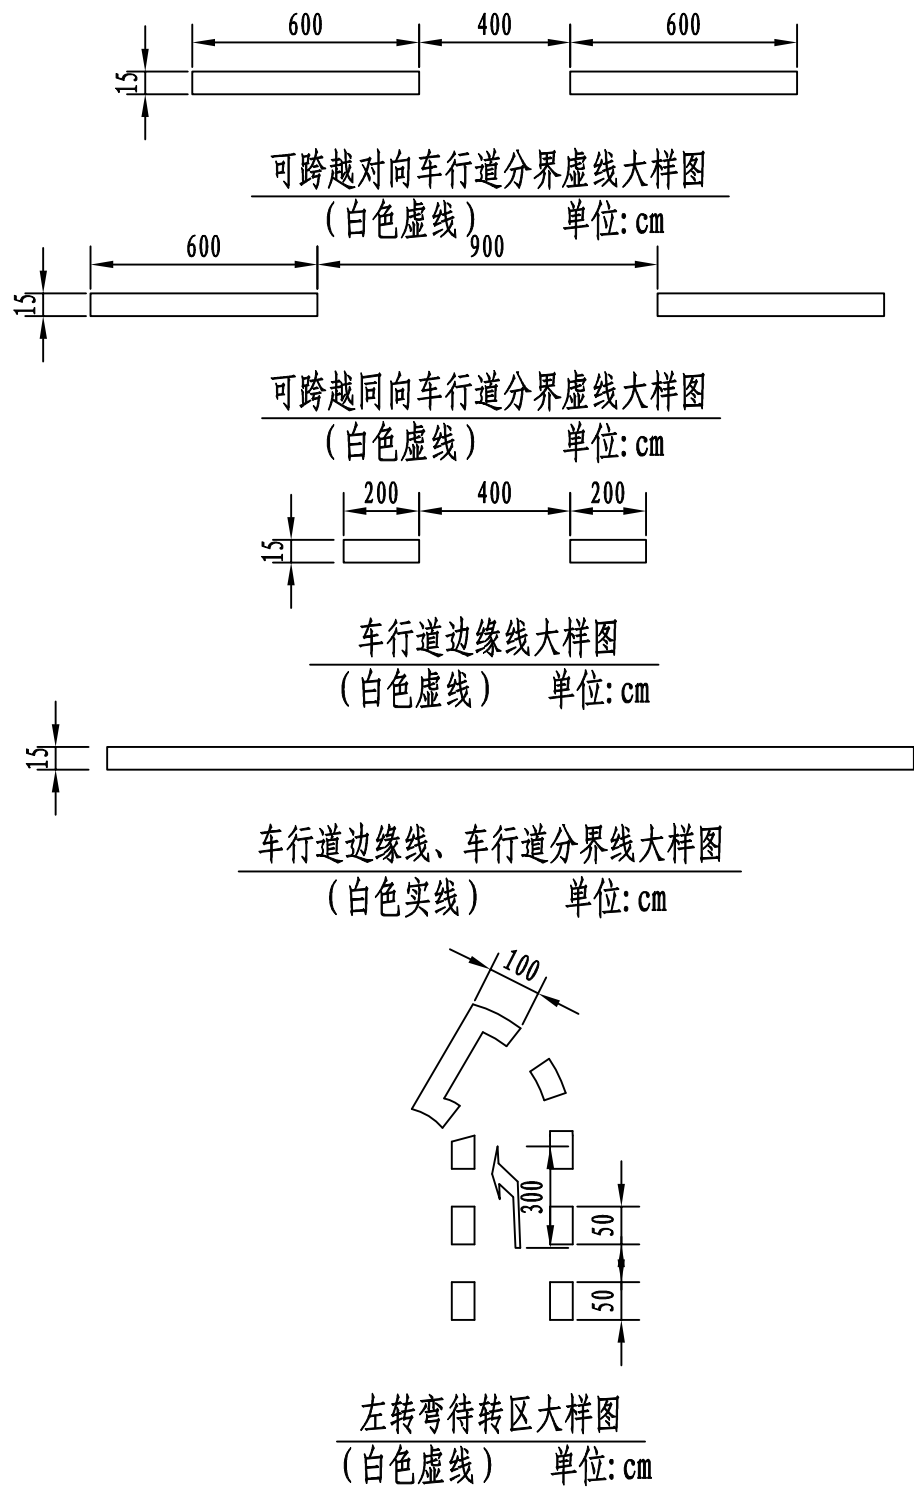 600 400 600
15
可跨越对向车行道分界虚线大样图
(白色虚线) 单位:cm
600 900
15
可跨越同向车行道分界虚线大样图
(白色虚线) 单位:cm
200 400 200
15
车行道边缘线大样图
(白色虚线) 单位:cm
15
车行道边缘线、车行道分界线大样图
(白色实线) 单位:cm
100
300
50
50
左转弯待转区大样图
(白色虚线) 单位:cm